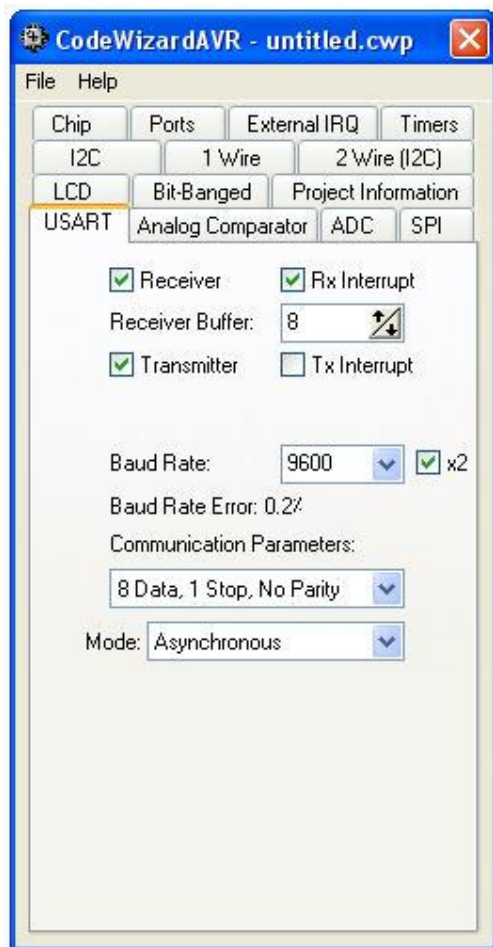 CodeWizardAVR - untitled.cwp
File Help
Chip Ports External IRQ Timers
I2C 1 Wire 2 Wire (I2C)
LCD Bit-Banged Project Information
USART Analog Comparator ADC SPI
Receiver Rx Interrupt
Receiver Buffer: 8
Transmitter Tx Interrupt
Baud Rate: 9600 x2
Baud Rate Error: 0.2%
Communication Parameters:
8 Data, 1 Stop, No Parity
Mode: Asynchronous